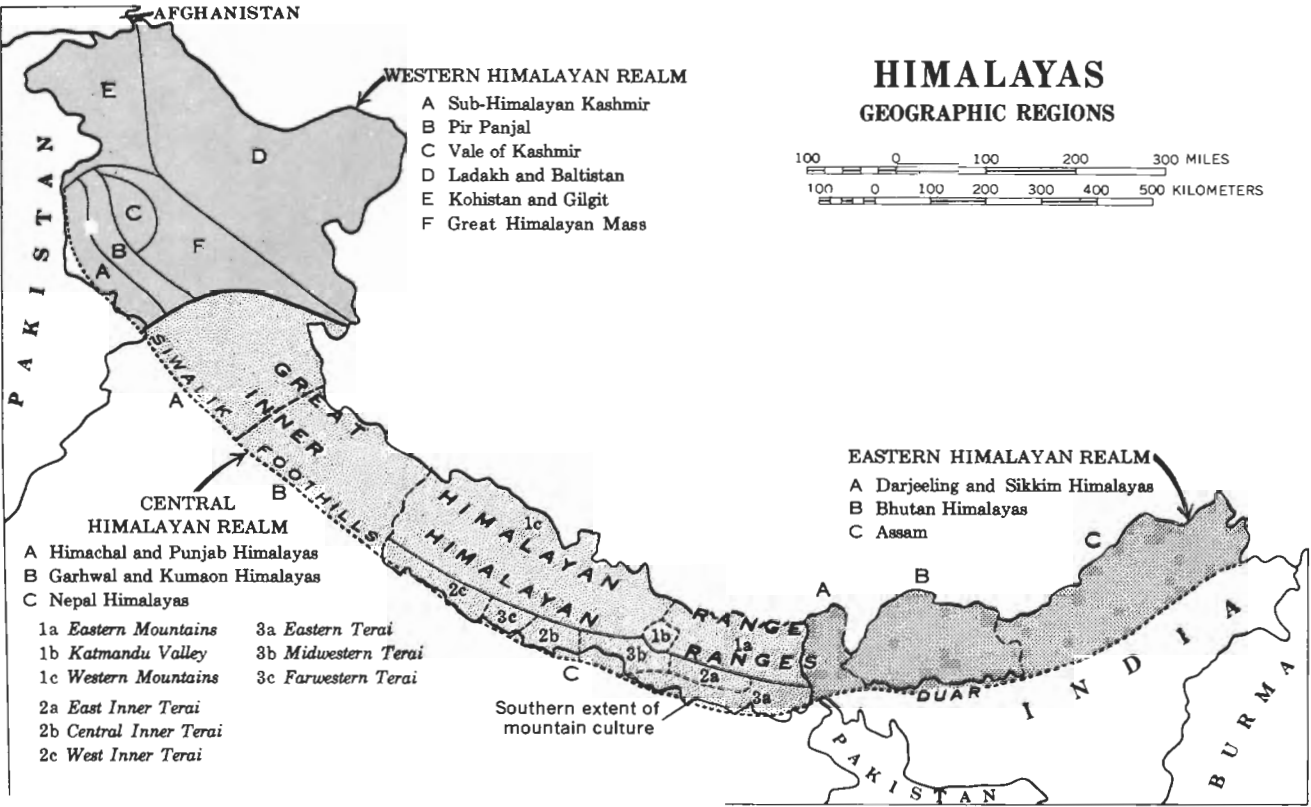 AFGHANISTAN
HIMALAYAS
GEOGRAPHIC REGIONS
100 0 100 200 300 MILES
100 0 100 200 300 400 500 KILOMETERS
WESTERN HIMALAYAN REALM
A Sub-Himalayan Kashmir
B Pir Panjal
C Vale of Kashmir
D Ladakh and Baltistan
E Kohistan and Gilgit
F Great Himalayan Mass
E
D
C
B
A
F
PAKISTAN
SIWALIK FOOTHILLS
GREAT HIMALAYAN RANGE
INNER HIMALAYAN RANGES
A
B
C
1c
2c
3c
2b
1b
3b
1a
2a
3a
CENTRAL
HIMALAYAN REALM
A Himachal and Punjab Himalayas
B Garhwal and Kumaon Himalayas
C Nepal Himalayas
1a Eastern Mountains
1b Katmandu Valley
1c Western Mountains
2a East Inner Terai
2b Central Inner Terai
2c West Inner Terai
3a Eastern Terai
3b Midwestern Terai
3c Farwestern Terai
Southern extent of
mountain culture
EASTERN HIMALAYAN REALM
A Darjeeling and Sikkim Himalayas
B Bhutan Himalayas
C Assam
A
B
C
DUAR
INDIA
PAKISTAN
BURMA